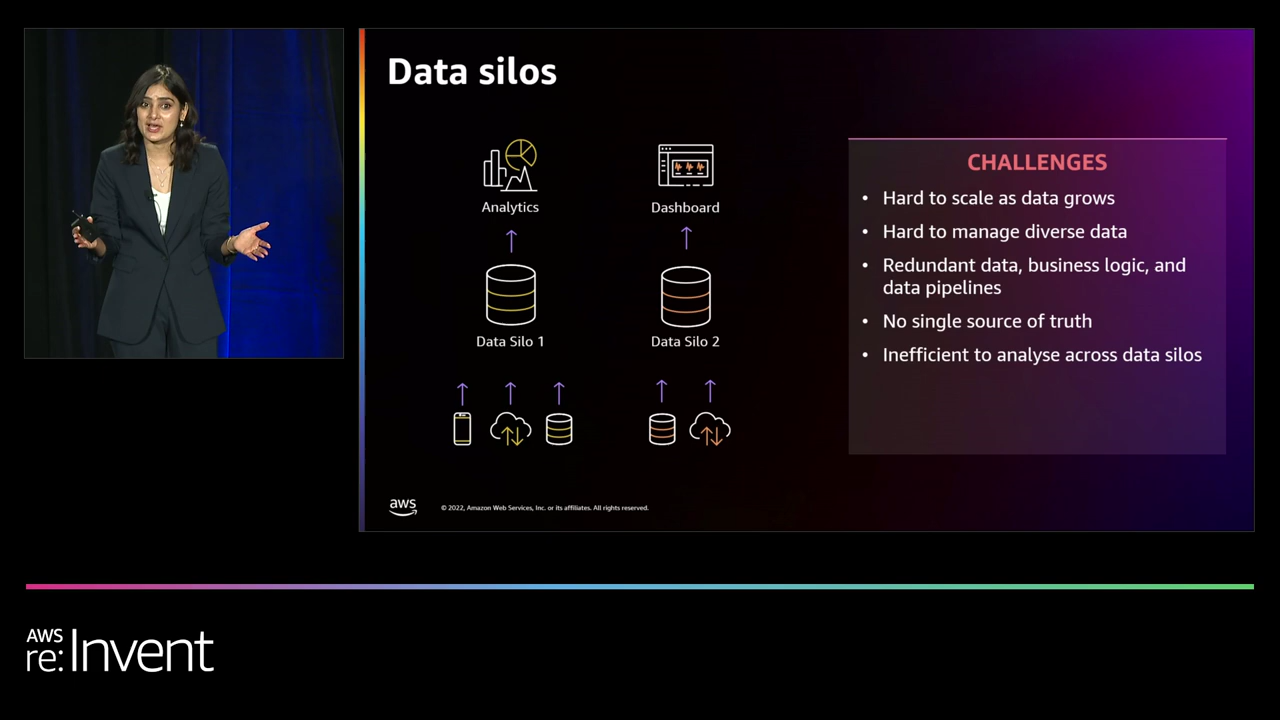 Data silos
Analytics
Dashboard
Data Silo 1
Data Silo 2
CHALLENGES
• Hard to scale as data grows
• Hard to manage diverse data
• Redundant data, business logic, and
data pipelines
• No single source of truth
• Inefficient to analyse across data silos
aws
© 2022, Amazon Web Services, Inc. or its affiliates. All rights reserved.
AWS
re:Invent